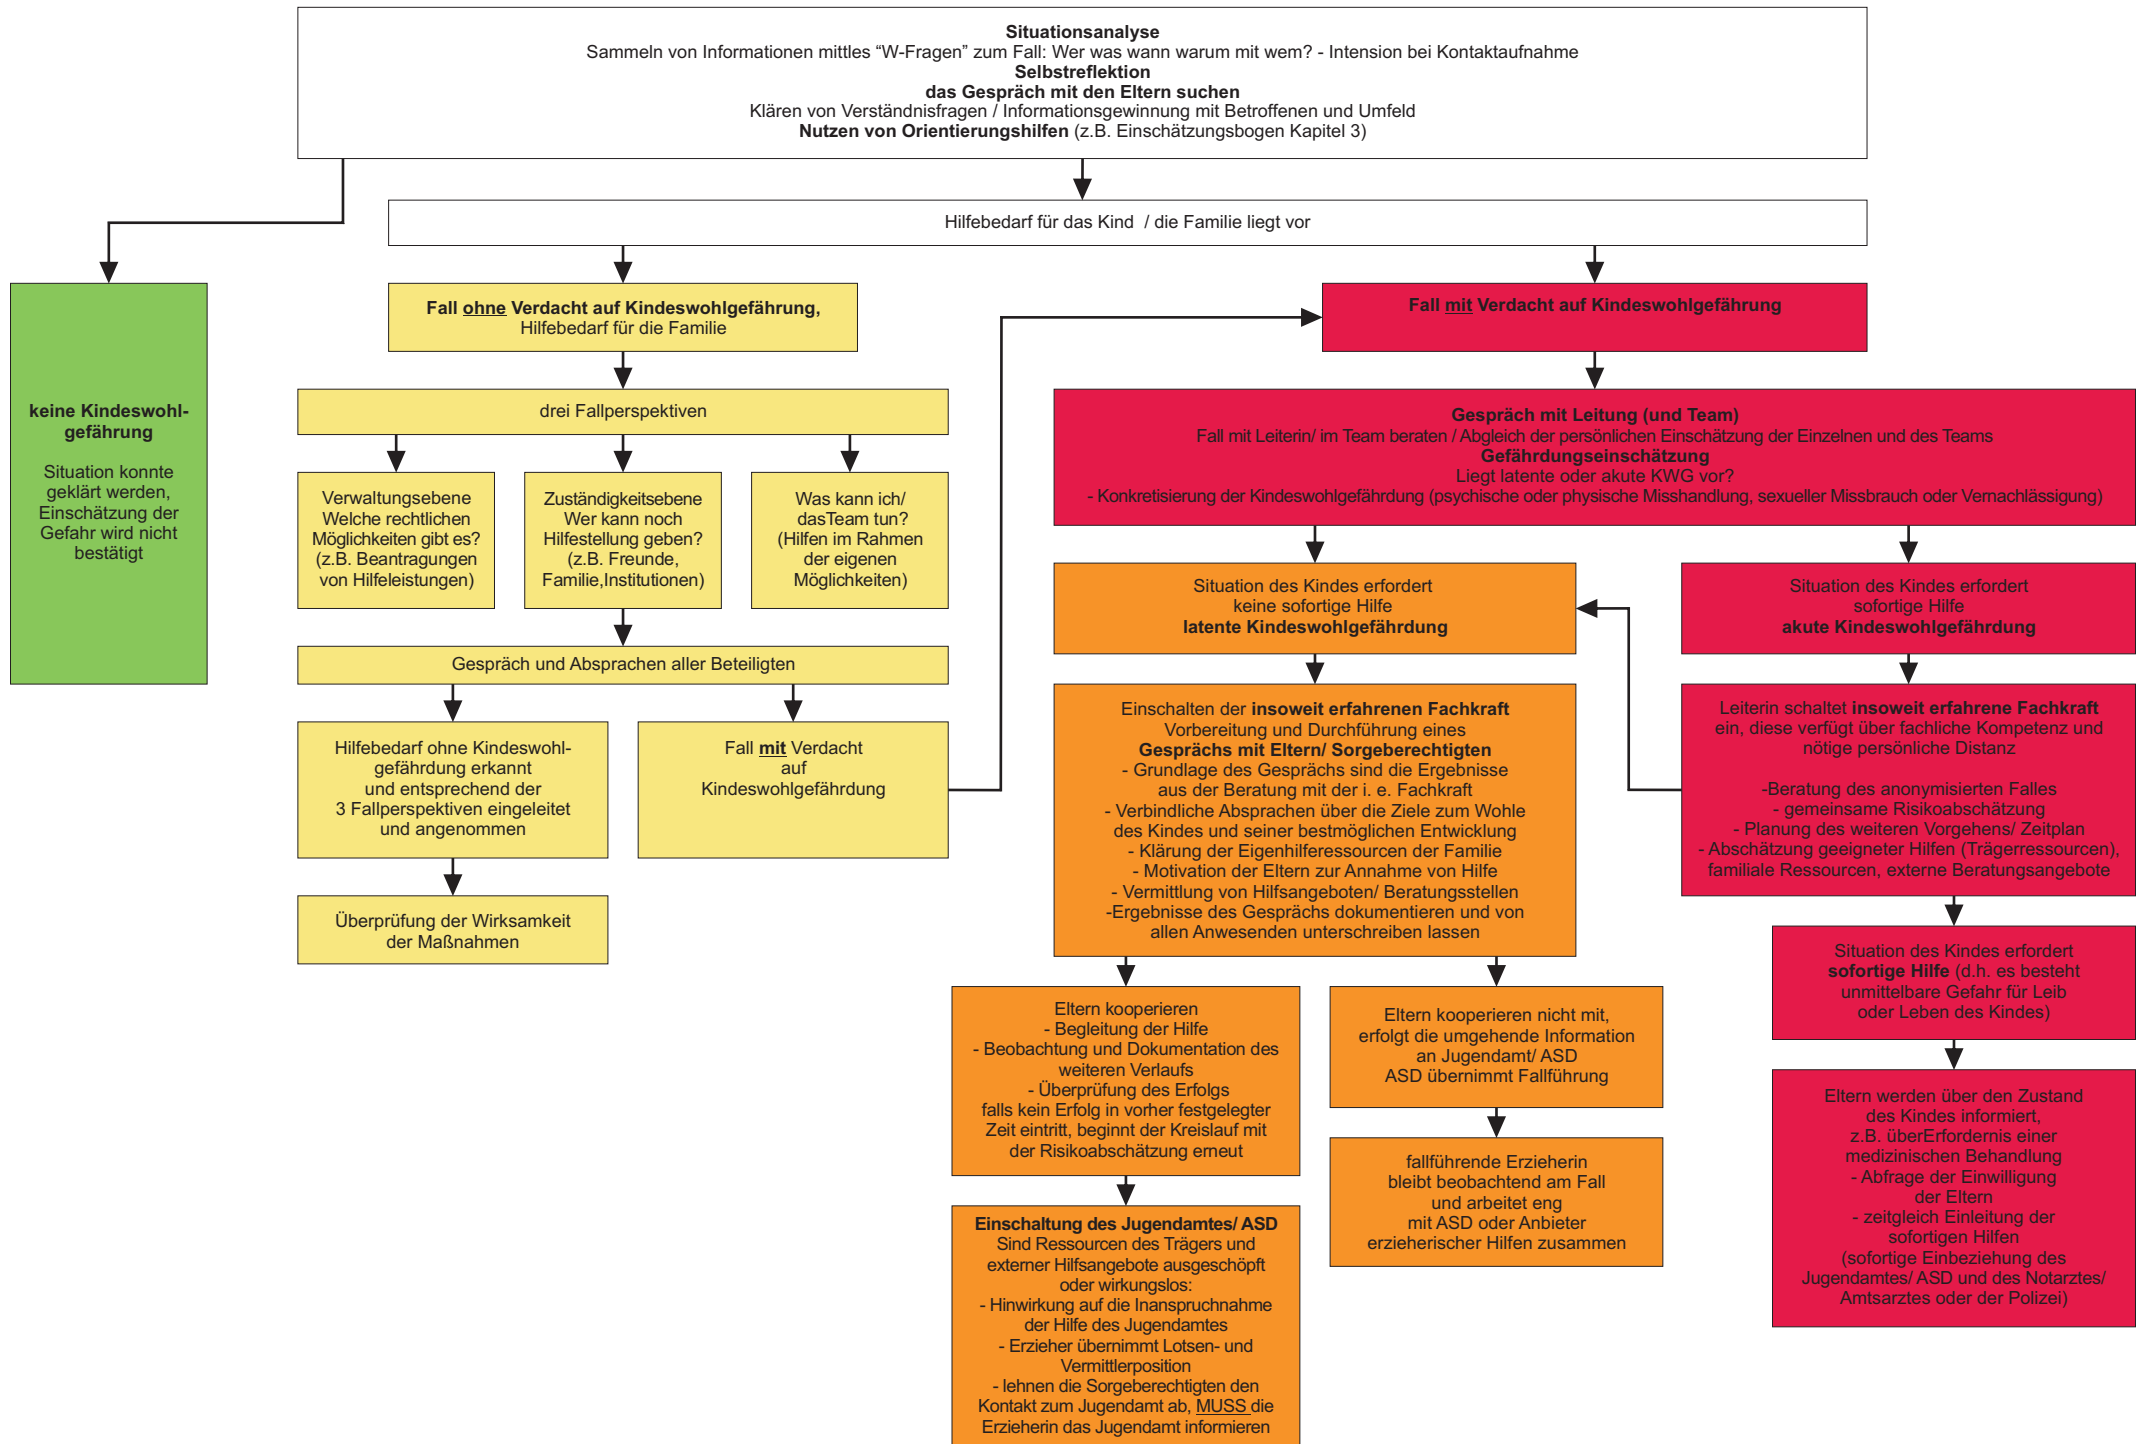 Situationsanalyse
Sammeln von Informationen mittles “W-Fragen” zum Fall: Wer was wann warum mit wem? - Intension bei Kontaktaufnahme
Selbstreflektion
das Gespräch mit den Eltern suchen
Klären von Verständnisfragen / Informationsgewinnung mit Betroffenen und Umfeld
Nutzen von Orientierungshilfen (z.B. Einschätzungsbogen Kapitel 3)
Hilfebedarf für das Kind / die Familie liegt vor
keine Kindeswohl-
gefährung
Situation konnte
geklärt werden,
Einschätzung der
Gefahr wird nicht
bestätigt
Fall ohne Verdacht auf Kindeswohlgefährung,
Hilfebedarf für die Familie
drei Fallperspektiven
Verwaltungsebene
Welche rechtlichen
Möglichkeiten gibt es?
(z.B. Beantragungen
von Hilfeleistungen)
Zuständigkeitsebene
Wer kann noch
Hilfestellung geben?
(z.B. Freunde,
Familie,Institutionen)
Was kann ich/
dasTeam tun?
(Hilfen im Rahmen
der eigenen
Möglichkeiten)
Gespräch und Absprachen aller Beteiligten
Hilfebedarf ohne Kindeswohl-
gefährdung erkannt
und entsprechend der
3 Fallperspektiven eingeleitet
und angenommen
Überprüfung der Wirksamkeit
der Maßnahmen
Fall mit Verdacht
auf
Kindeswohlgefährdung
Fall mit Verdacht auf Kindeswohlgefährung
Gespräch mit Leitung (und Team)
Fall mit Leiterin/ im Team beraten / Abgleich der persönlichen Einschätzung der Einzelnen und des Teams
Gefährdungseinschätzung
Liegt latente oder akute KWG vor?
- Konkretisierung der Kindeswohlgefährdung (psychische oder physische Misshandlung, sexueller Missbrauch oder Vernachlässigung)
Situation des Kindes erfordert
keine sofortige Hilfe
latente Kindeswohlgefährdung
Einschalten der insoweit erfahrenen Fachkraft
Vorbereitung und Durchführung eines
Gesprächs mit Eltern/ Sorgeberechtigten
- Grundlage des Gesprächs sind die Ergebnisse
aus der Beratung mit der i. e. Fachkraft
- Verbindliche Absprachen über die Ziele zum Wohle
des Kindes und seiner bestmöglichen Entwicklung
- Klärung der Eigenhilferessourcen der Familie
- Motivation der Eltern zur Annahme von Hilfe
- Vermittlung von Hilfsangeboten/ Beratungsstellen
-Ergebnisse des Gesprächs dokumentieren und von
allen Anwesenden unterschreiben lassen
Eltern kooperieren
- Begleitung der Hilfe
- Beobachtung und Dokumentation des
weiteren Verlaufs
- Überprüfung des Erfolgs
falls kein Erfolg in vorher festgelegter
Zeit eintritt, beginnt der Kreislauf mit
der Risikoabschätzung erneut
Einschaltung des Jugendamtes/ ASD
Sind Ressourcen des Trägers und
externer Hilfsangebote ausgeschöpft
oder wirkungslos:
- Hinwirkung auf die Inanspruchnahme
der Hilfe des Jugendamtes
- Erzieher übernimmt Lotsen- und
Vermittlerposition
- lehnen die Sorgeberechtigten den
Kontakt zum Jugendamt ab, MUSS die
Erzieherin das Jugendamt informieren
Eltern kooperieren nicht mit,
erfolgt die umgehende Information
an Jugendamt/ ASD
ASD übernimmt Fallführung
fallführende Erzieherin
bleibt beobachtend am Fall
und arbeitet eng
mit ASD oder Anbieter
erzieherischer Hilfen zusammen
Situation des Kindes erfordert
sofortige Hilfe
akute Kindeswohlgefährdung
Leiterin schaltet insoweit erfahrene Fachkraft
ein, diese verfügt über fachliche Kompetenz und
nötige persönliche Distanz
-Beratung des anonymisierten Falles
- gemeinsame Risikoabschätzung
- Planung des weiteren Vorgehens/ Zeitplan
- Abschätzung geeigneter Hilfen (Trägerressourcen),
familiale Ressourcen, externe Beratungsangebote
Situation des Kindes erfordert
sofortige Hilfe (d.h. es besteht
unmittelbare Gefahr für Leib
oder Leben des Kindes)
Eltern werden über den Zustand
des Kindes informiert,
z.B. überErfordernis einer
medizinischen Behandlung
- Abfrage der Einwilligung
der Eltern
- zeitgleich Einleitung der
sofortigen Hilfen
(sofortige Einbeziehung des
Jugendamtes/ ASD und des Notarztes/
Amtsarztes oder der Polizei)